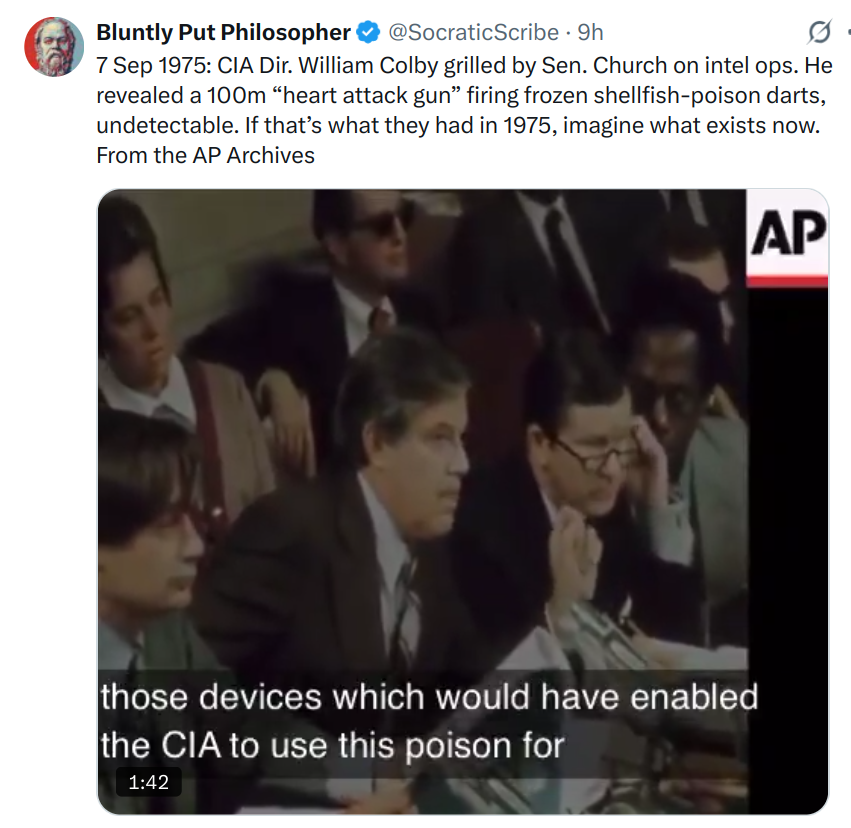 Bluntly Put Philosopher @SocraticScribe · 9h
7 Sep 1975: CIA Dir. William Colby grilled by Sen. Church on intel ops. He
revealed a 100m “heart attack gun” firing frozen shellfish-poison darts,
undetectable. If that’s what they had in 1975, imagine what exists now.
From the AP Archives
AP
those devices which would have enabled
the CIA to use this poison for
1:42